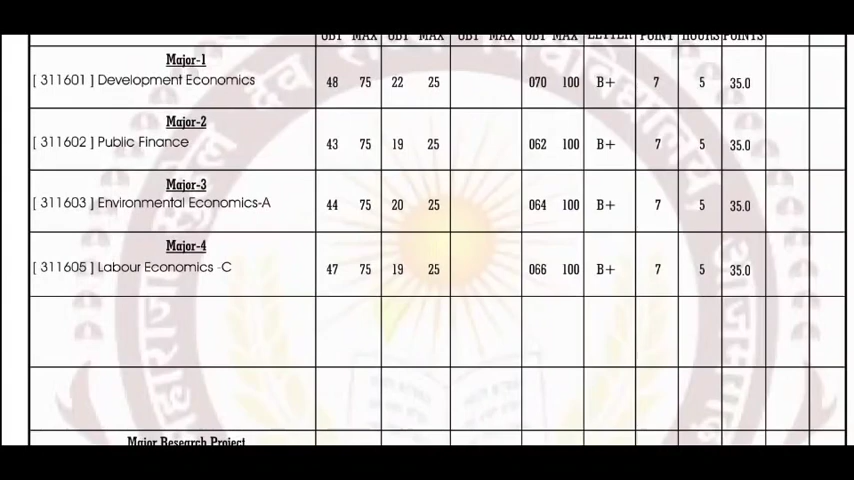 OBT MAX OBT MAX OBT MAX OBT MAX LETTER POINT HOURS POINTS
Major-1
[ 311601 ] Development Economics 48 75 22 25 070 100 B+ 7 5 35.0
Major-2
[ 311602 ] Public Finance 43 75 19 25 062 100 B+ 7 5 35.0
Major-3
[ 311603 ] Environmental Economics-A 44 75 20 25 064 100 B+ 7 5 35.0
Major-4
[ 311605 ] Labour Economics -C 47 75 19 25 066 100 B+ 7 5 35.0
Major Research Project